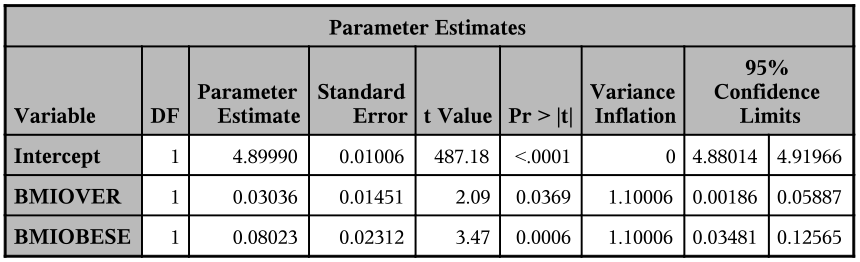 Parameter Estimates
Variable DF Parameter Estimate Standard Error t Value Pr > |t| Variance Inflation 95% Confidence Limits
Intercept 1 4.89990 0.01006 487.18 <.0001 0 4.88014 4.91966
BMIOVER 1 0.03036 0.01451 2.09 0.0369 1.10006 0.00186 0.05887
BMIOBESE 1 0.08023 0.02312 3.47 0.0006 1.10006 0.03481 0.12565